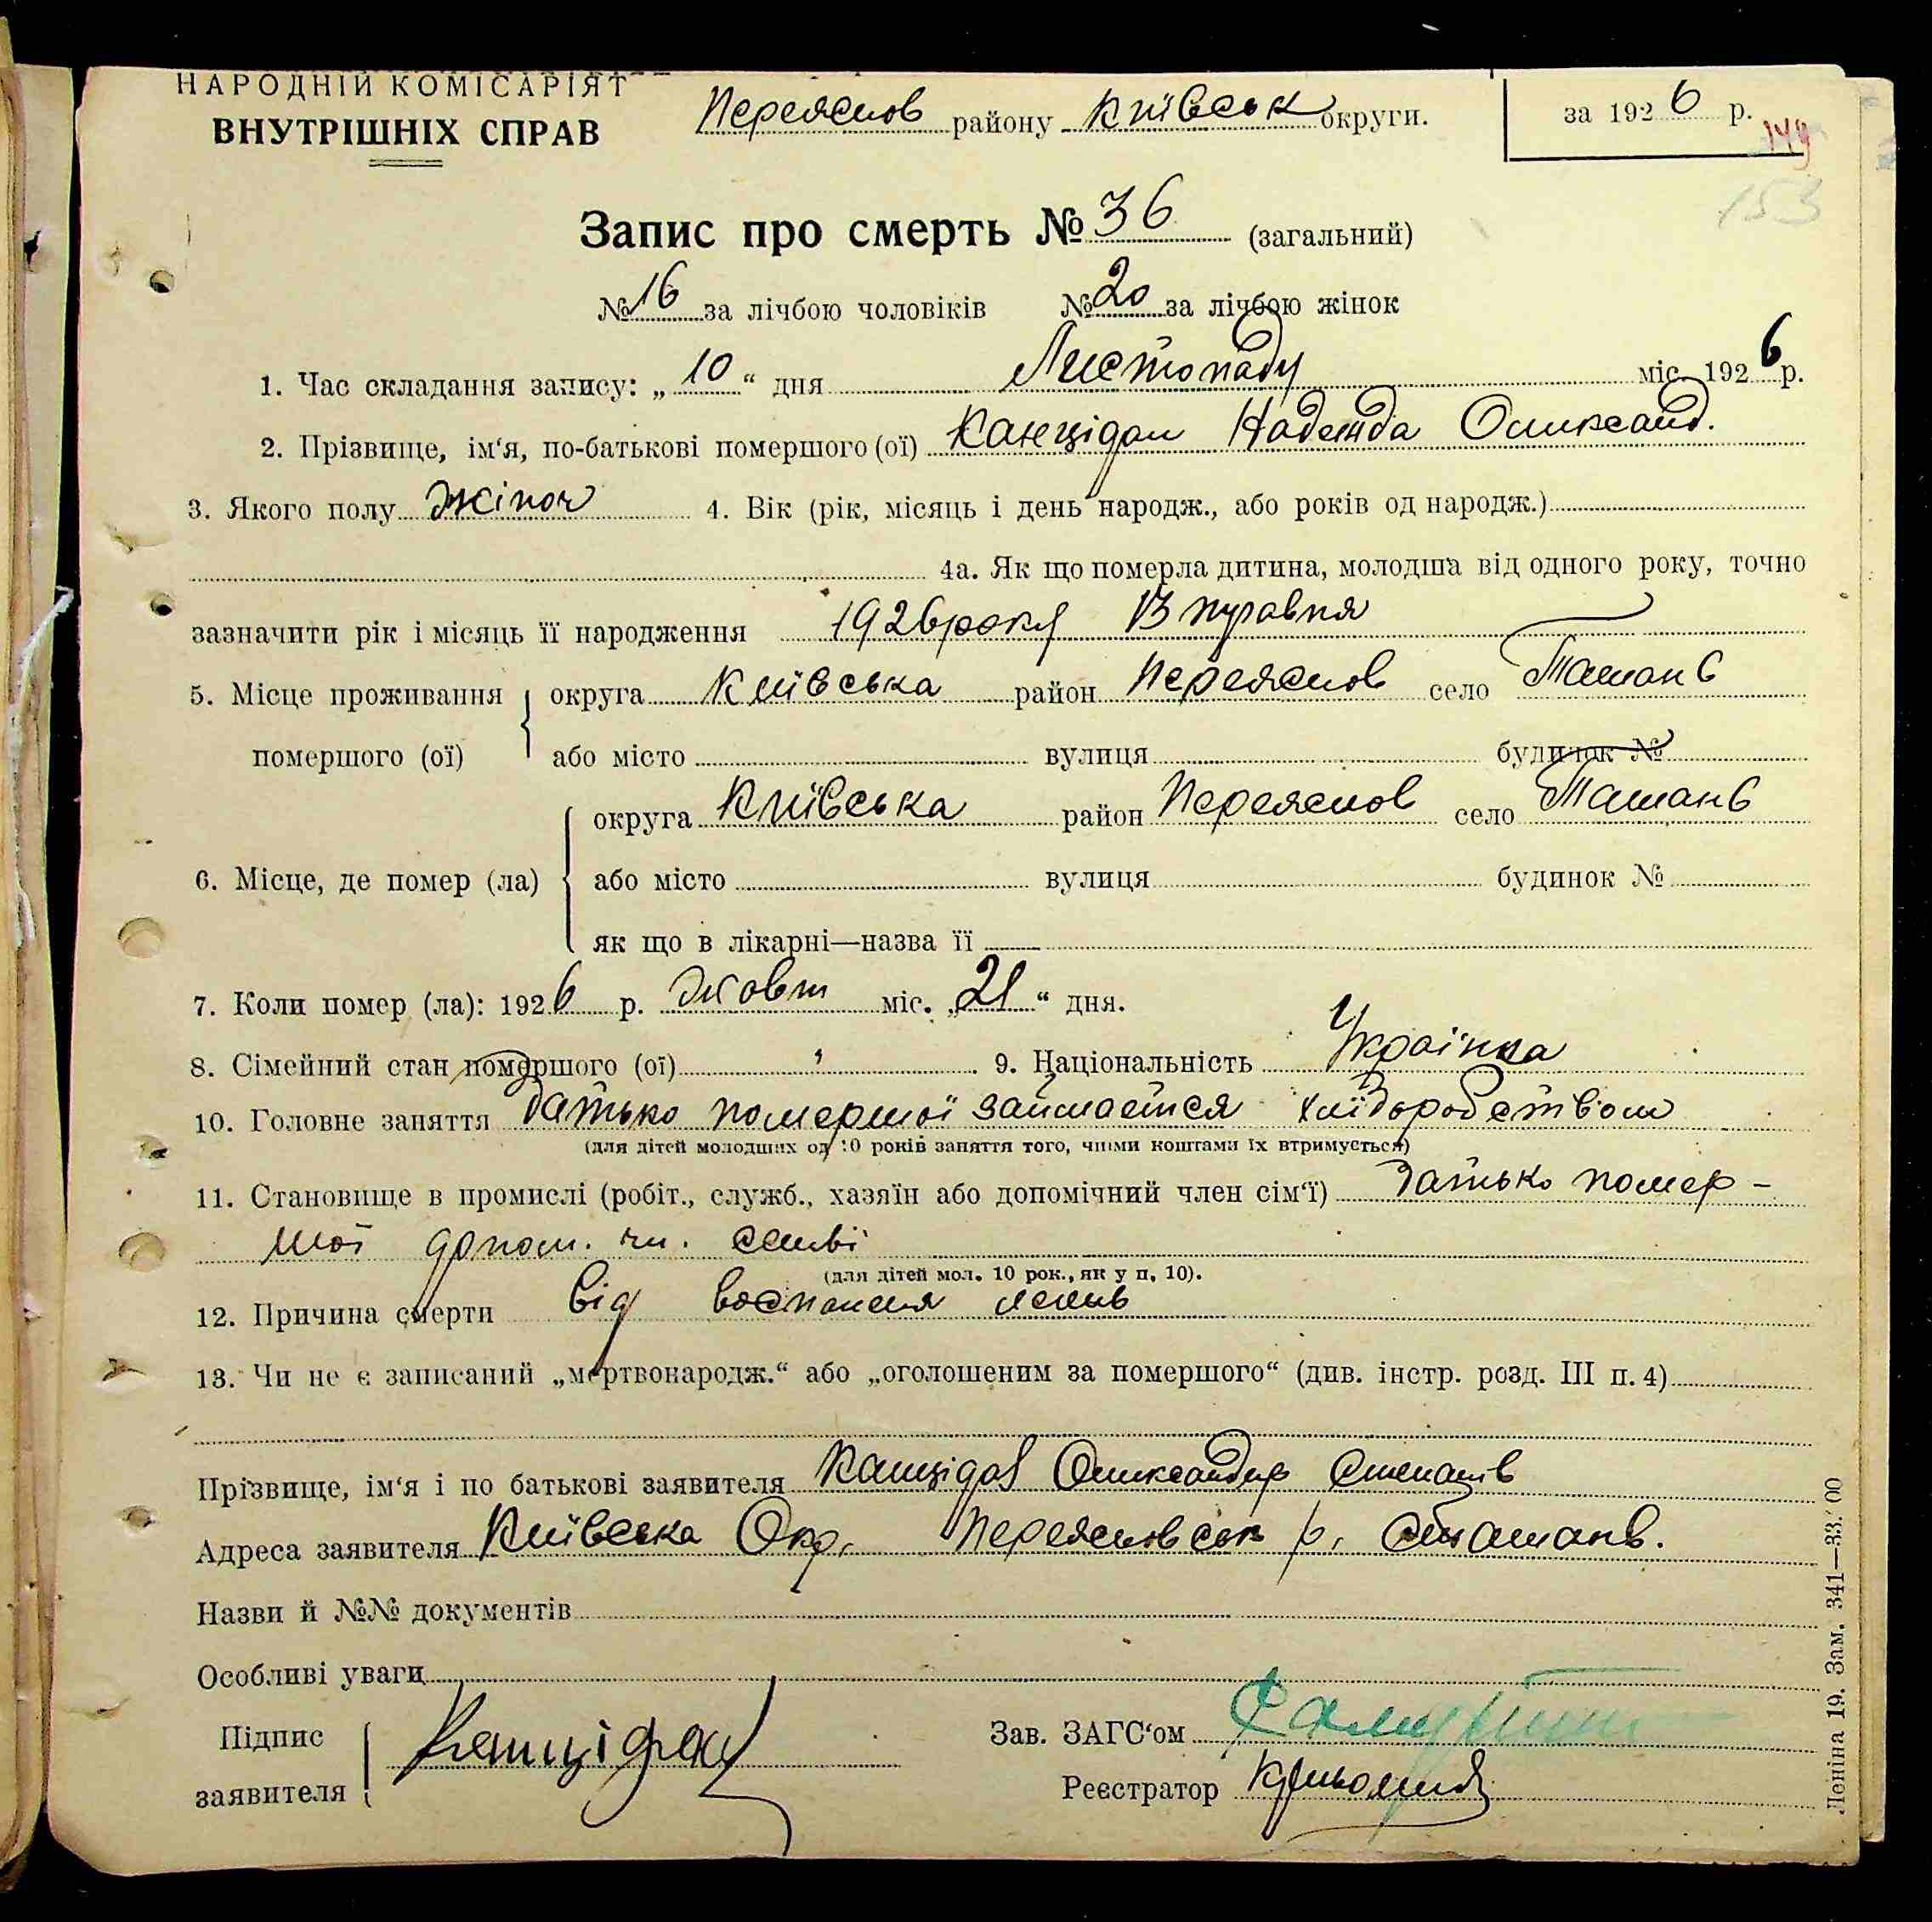 НАРОДНІЙ КОМІСАРІЯТ
ВНУТРІШНІХ СПРАВ
Переяслов району Київськ округи.
за 1926 р.
149
153
Запис про смерть № 36 (загальний)
№ 16 за лічбою чоловіків № 20 за лічбою жінок
1. Час складання запису: „10“ дня Листопаду міс. 1926 р.
2. Прізвище, ім'я, по-батькові помершого (ої) Надежда Олександ.
3. Якого полу жіноч 4. Вік (рік, місяць і день народж., або років од народж.)
4а. Як що померла дитина, молодша від одного року, точно
зазначити рік і місяць її народження 1926 року
5. Місце проживання округа Київська район Переяслов село Ташань
помершого (ої) або місто вулиця будинок №
округа Київська район Переяслов село Ташань
6. Місце, де помер (ла) або місто вулиця будинок №
як що в лікарні—назва її
7. Коли помер (ла): 1926 р. жовт міс. „21“ дня.
8. Сімейний стан помершого (ої) 9. Національність Українка
10. Головне заняття батько помершої займается хліборобством
(для дітей молодших од 10 років заняття того, чиїми коштами їх втримується)
11. Становище в промислі (робіт., служб., хазяїн або допомічний член сім'ї) батько помер-
шої допом. чл. семьї
(для дітей мол. 10 рок., як у п. 10).
12. Причина смерти від
13. Чи не є записаний „мертвонародж.“ або „оголошеним за помершого“ (див. інстр. розд. III п. 4)
Прізвище, ім'я і по батькові заявителя Олександр Степанів
Адреса заявителя Київська Окр. Переясловськ р.
Назви й №№ документів
Особливі уваги
Підпис
заявителя
Зав. ЗАГС'ом
Реєстратор
Леніна 19. Зам. 341—33.000